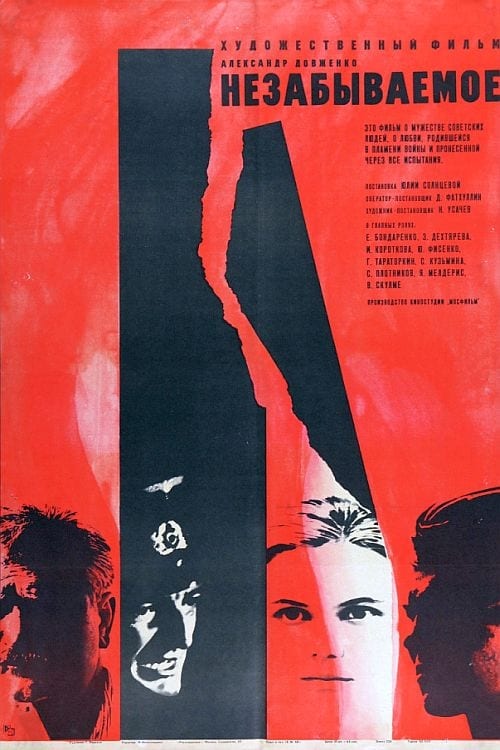 ХУДОЖЕСТВЕННЫЙ ФИЛЬМ
АЛЕКСАНДР ДОВЖЕНКО
НЕЗАБЫВАЕМОЕ
ЭТО ФИЛЬМ О МУЖЕСТВЕ СОВЕТСКИХ
ЛЮДЕЙ, О ЛЮБВИ, РОДИВШЕЙСЯ
В ПЛАМЕНИ ВОЙНЫ И ПРОНЕСЕННОЙ
ЧЕРЕЗ ВСЕ ИСПЫТАНИЯ.
ПОСТАНОВКА ЮЛИИ СОЛНЦЕВОЙ
ОПЕРАТОР-ПОСТАНОВЩИК Д. ФАТХУЛЛИН
ХУДОЖНИК-ПОСТАНОВЩИК Н. УСАЧЕВ
В ГЛАВНЫХ РОЛЯХ:
Е. БОНДАРЕНКО, З. ДЕХТЯРЕВА,
И. КОРОТКОВА, Ю. ФИСЕНКО,
Г. ТАРАТОРКИН, С. КУЗЬМИНА,
С. ПЛОТНИКОВ, Я. МЕЛДЕРИС,
В. СКУЛМЕ
ПРОИЗВОДСТВО КИНОСТУДИИ „МОСФИЛЬМ“